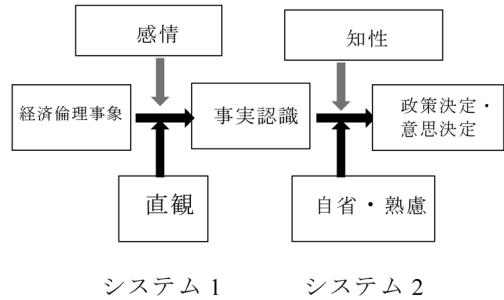 感情
知性
経済倫理事象
事実認識
政策決定・
意思決定
直観
自省・熟慮
システム 1
システム 2